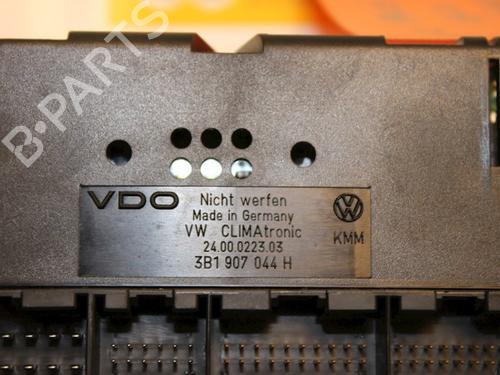 B·PARTS
VDO
Nicht werfen
Made in Germany
VW CLIMAtronic
24.00.0223.03
3B1 907 044 H
KMM